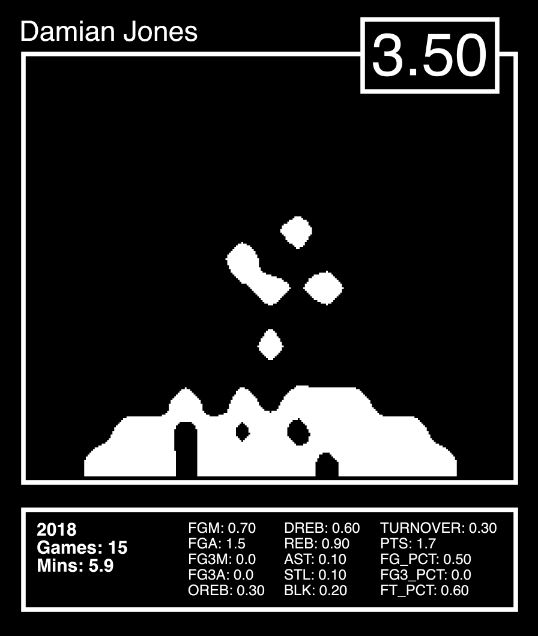 Damian Jones
3.50
2018
Games: 15
Mins: 5.9
FGM: 0.70
FGA: 1.5
FG3M: 0.0
FG3A: 0.0
OREB: 0.30
DREB: 0.60
REB: 0.90
AST: 0.10
STL: 0.10
BLK: 0.20
TURNOVER: 0.30
PTS: 1.7
FG_PCT: 0.50
FG3_PCT: 0.0
FT_PCT: 0.60